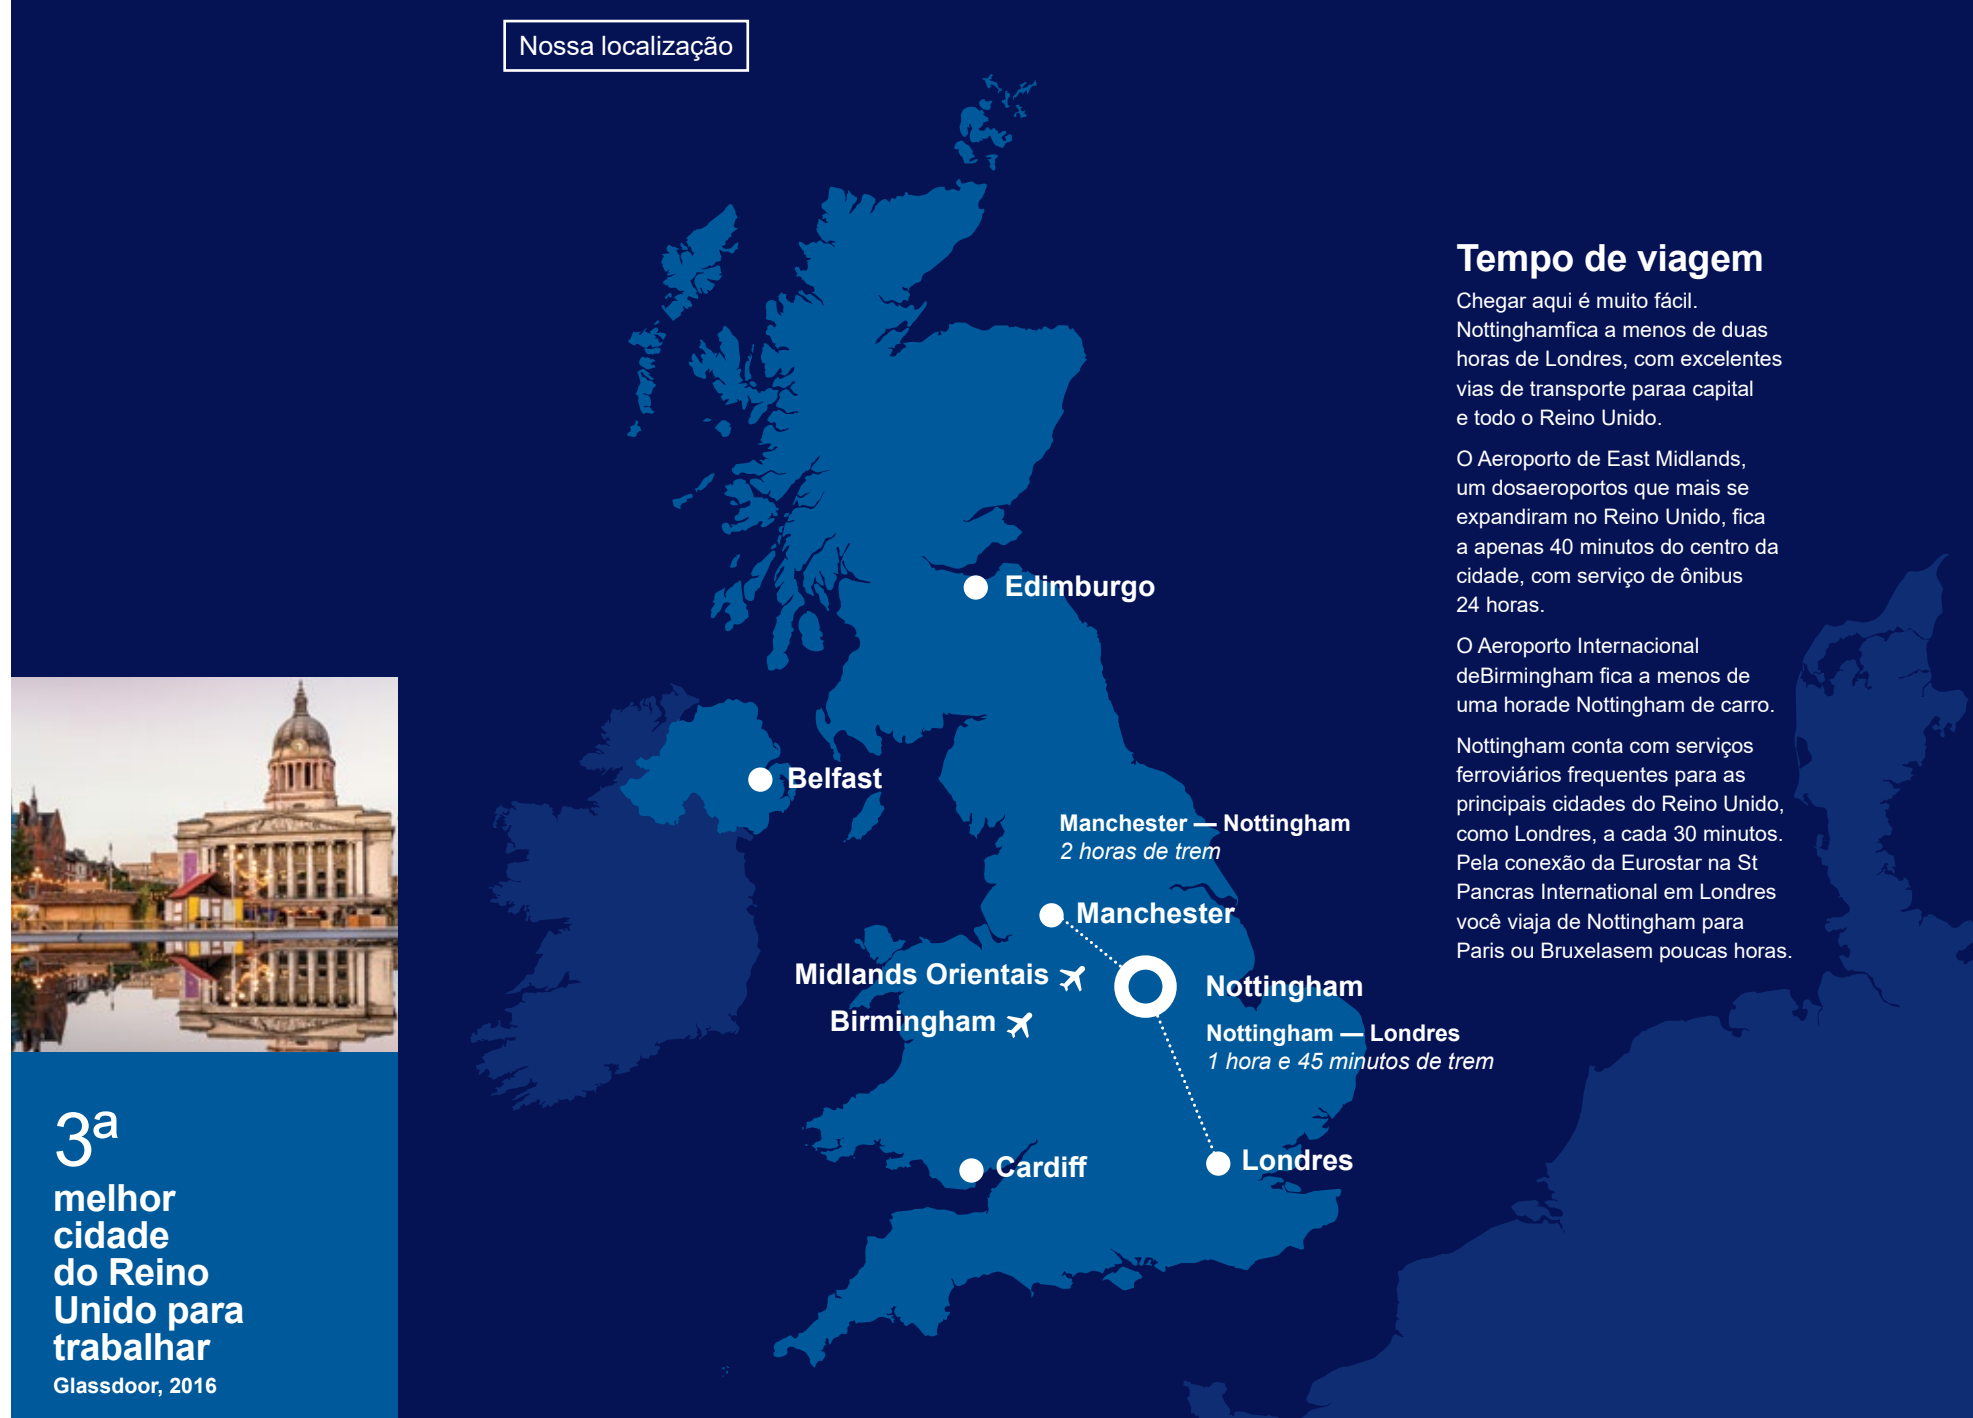 Nossa localização
Tempo de viagem
Chegar aqui é muito fácil.
Nottinghamfica a menos de duas
horas de Londres, com excelentes
vias de transporte paraa capital
e todo o Reino Unido.
O Aeroporto de East Midlands,
um dosaeroportos que mais se
expandiram no Reino Unido, fica
a apenas 40 minutos do centro da
cidade, com serviço de ônibus
24 horas.
O Aeroporto Internacional
deBirmingham fica a menos de
uma horade Nottingham de carro.
Nottingham conta com serviços
ferroviários frequentes para as
principais cidades do Reino Unido,
como Londres, a cada 30 minutos.
Pela conexão da Eurostar na St
Pancras International em Londres
você viaja de Nottingham para
Paris ou Bruxelasem poucas horas.
Edimburgo
Belfast
Manchester — Nottingham
2 horas de trem
Manchester
Midlands Orientais
Nottingham
Birmingham
Nottingham — Londres
1 hora e 45 minutos de trem
Cardiff
Londres
3ª
melhor
cidade
do Reino
Unido para
trabalhar
Glassdoor, 2016